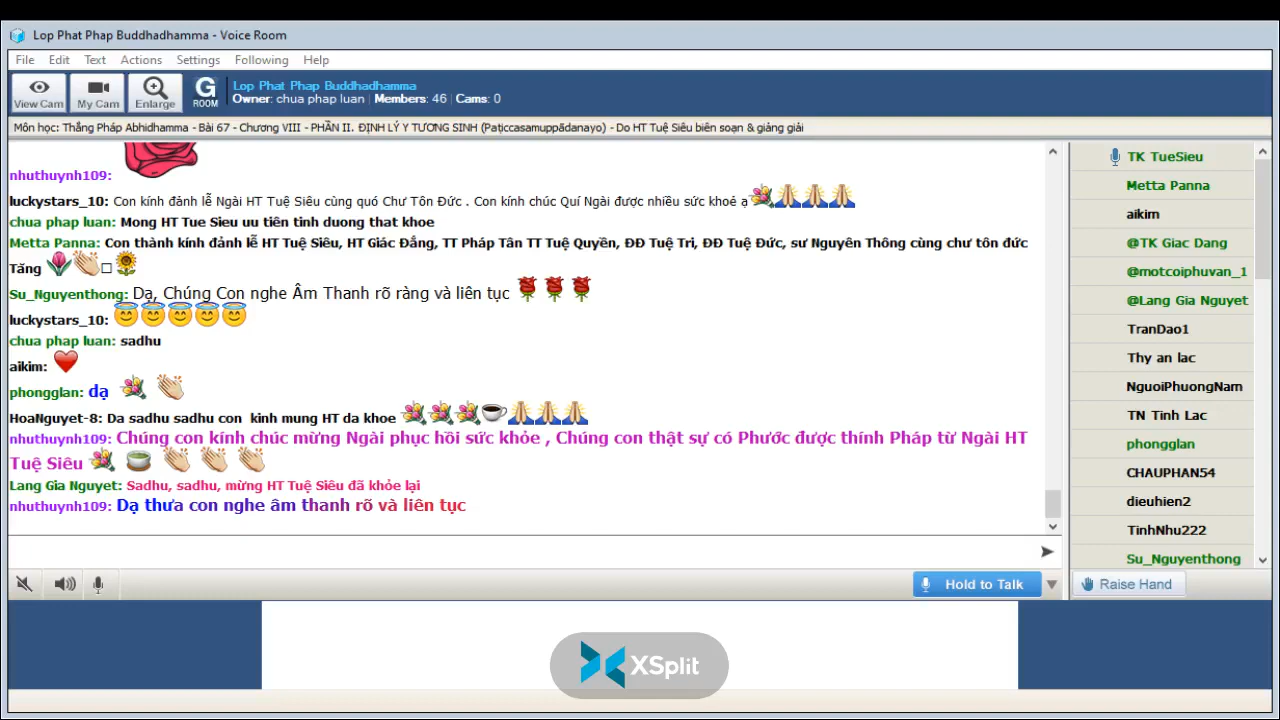 Lop Phat Phap Buddhadhamma - Voice Room
File Edit Text Actions Settings Following Help
View Cam My Cam Enlarge G ROOM
Lop Phat Phap Buddhadhamma
Owner: chua phap luan | Members: 46 | Cams: 0
Môn học: Thắng Pháp Abhidhamma - Bài 67 - Chương VIII - PHẦN II. ĐỊNH LÝ Y TƯƠNG SINH (Paṭiccasamuppādanayo) - Do HT Tuệ Siêu biên soạn & giảng giải
nhuthuynh109:
luckystars_10: Con kính đảnh lễ Ngài HT Tuệ Siêu cùng quó Chư Tôn Đức . Con kính chúc Quí Ngài được nhiều sức khoẻ ạ
chua phap luan: Mong HT Tue Sieu uu tien tinh duong that khoe
Metta Panna: Con thành kính đảnh lễ HT Tuệ Siêu, HT Giác Đẳng, TT Pháp Tân TT Tuệ Quyền, ĐĐ Tuệ Tri, ĐĐ Tuệ Đức, sư Nguyên Thông cùng chư tôn đức
Tăng
Su_Nguyenthong: Dạ, Chúng Con nghe Âm Thanh rõ ràng và liên tục
luckystars_10:
chua phap luan: sadhu
aikim:
phongglan: dạ
HoaNguyet-8: Da sadhu sadhu con kinh mung HT da khoe
nhuthuynh109: Chúng con kính chúc mừng Ngài phục hồi sức khỏe , Chúng con thật sự có Phước được thính Pháp từ Ngài HT
Tuệ Siêu
Lang Gia Nguyet: Sadhu, sadhu, mừng HT Tuệ Siêu đã khỏe lại
nhuthuynh109: Dạ thưa con nghe âm thanh rõ và liên tục
TK TueSieu
Metta Panna
aikim
@TK Giac Dang
@motcoiphuvan_1
@Lang Gia Nguyet
TranDao1
Thy an lac
NguoiPhuongNam
TN Tinh Lac
phongglan
CHAUPHAN54
dieuhien2
TinhNhu222
Su_Nguyenthong
Hold to Talk
Raise Hand
XSplit